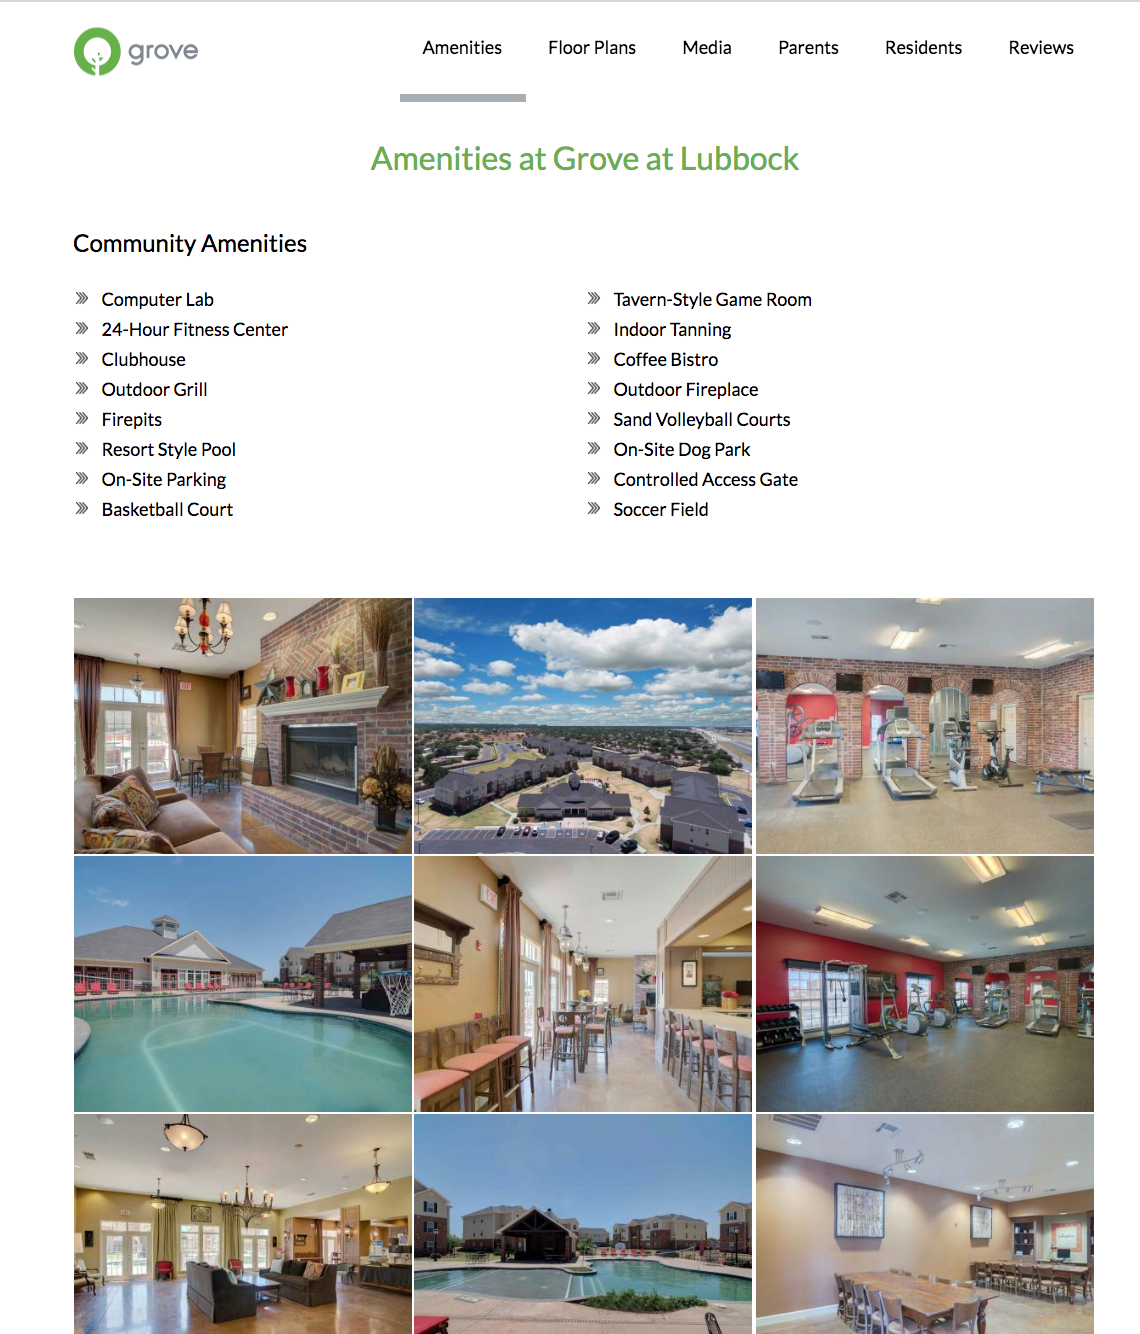 grove
Amenities
Floor Plans
Media
Parents
Residents
Reviews
Amenities at Grove at Lubbock
Community Amenities
Computer Lab
24-Hour Fitness Center
Clubhouse
Outdoor Grill
Firepits
Resort Style Pool
On-Site Parking
Basketball Court
Tavern-Style Game Room
Indoor Tanning
Coffee Bistro
Outdoor Fireplace
Sand Volleyball Courts
On-Site Dog Park
Controlled Access Gate
Soccer Field